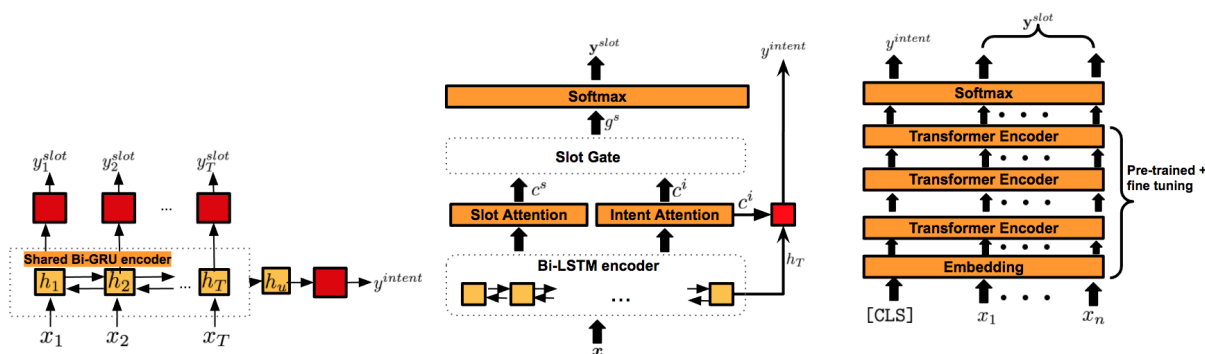 y_1^{slot} y_2^{slot} y_T^{slot}
...
Shared Bi-GRU encoder
h_1 h_2 ... h_T h_u y^{intent}
x_1 x_2 x_T
y^{slot} y^{intent}
Softmax
g^s
Slot Gate
c^s c^i
Slot Attention Intent Attention c^i
Bi-LSTM encoder h_T
...
x
y^{slot}
y^{intent}
Softmax
• • •
Transformer Encoder
• • •
Transformer Encoder
• • •
Transformer Encoder
Embedding
Pre-trained +
fine tuning
[CLS] x_1 • • • x_n